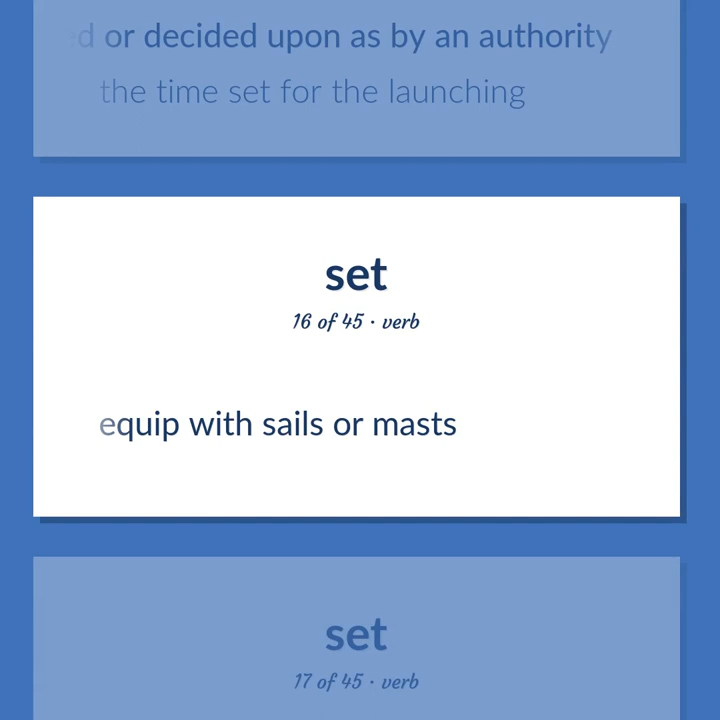 or decided upon as by an authority
the time set for the launching
set
16 of 45 · verb
equip with sails or masts
set
17 of 45 · verb